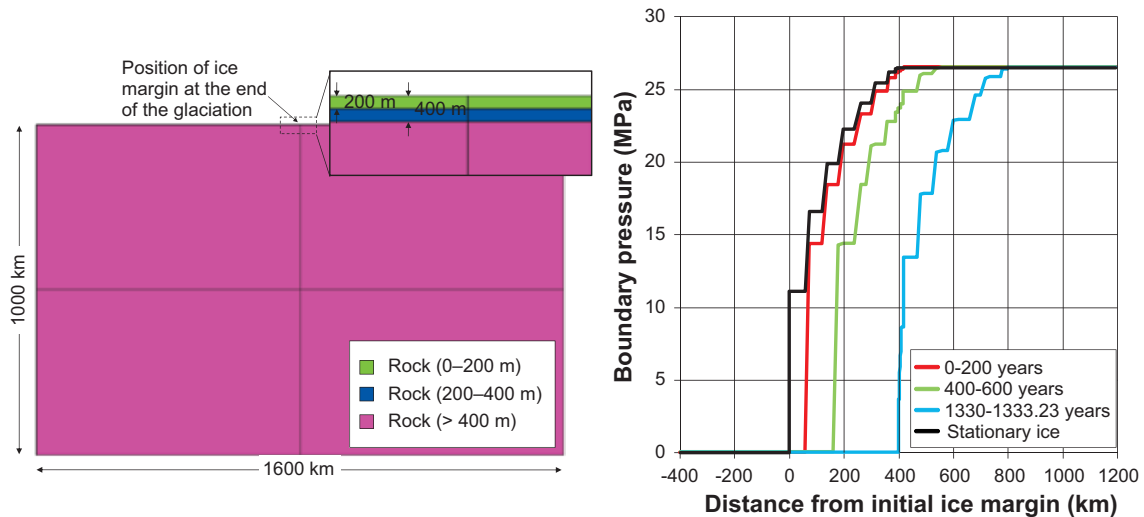 Position of ice
margin at the end
of the glaciation
200 m
400 m
1000 km
Rock (0–200 m)
Rock (200–400 m)
Rock (> 400 m)
1600 km
30
25
20
15
10
5
0
Boundary pressure (MPa)
0-200 years
400-600 years
1330-1333.23 years
Stationary ice
-400 -200 0 200 400 600 800 1000 1200
Distance from initial ice margin (km)